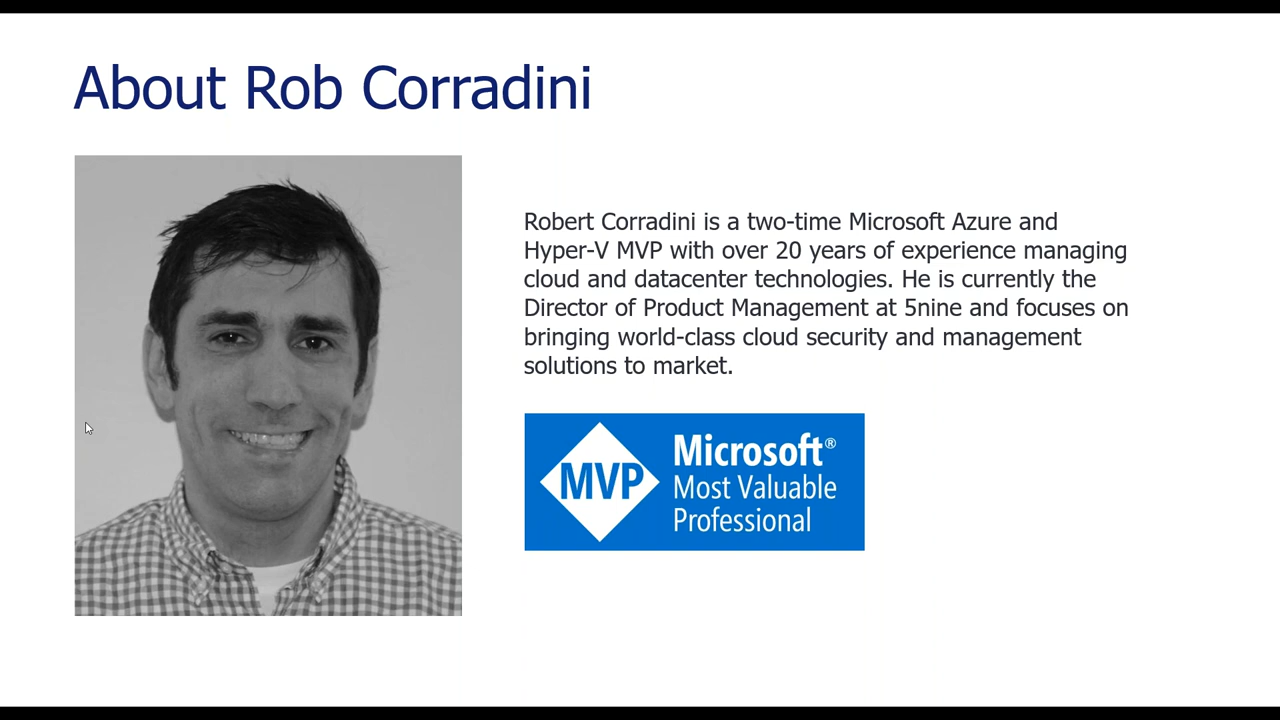 About Rob Corradini
Robert Corradini is a two-time Microsoft Azure and
Hyper-V MVP with over 20 years of experience managing
cloud and datacenter technologies. He is currently the
Director of Product Management at 5nine and focuses on
bringing world-class cloud security and management
solutions to market.
MVP
Microsoft®
Most Valuable
Professional